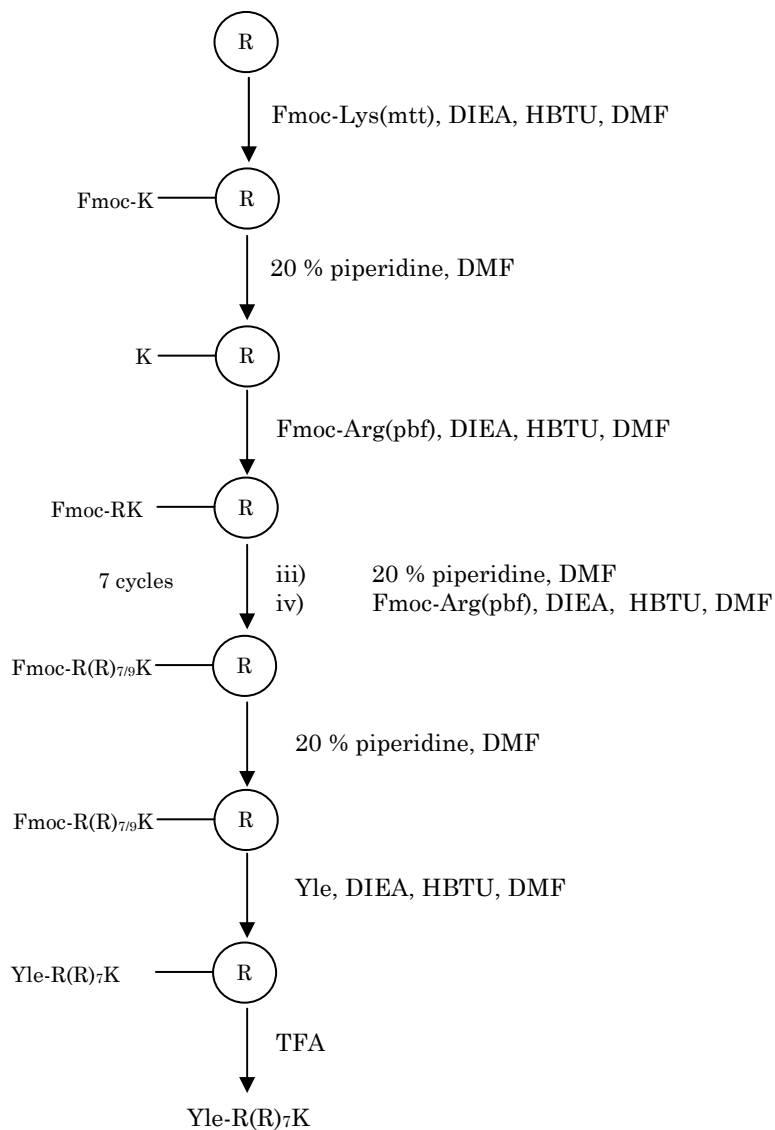 R
Fmoc-Lys(mtt), DIEA, HBTU, DMF
Fmoc-K R
20 % piperidine, DMF
K R
Fmoc-Arg(pbf), DIEA, HBTU, DMF
Fmoc-RK R
7 cycles iii) 20 % piperidine, DMF
iv) Fmoc-Arg(pbf), DIEA, HBTU, DMF
Fmoc-R(R)7/9K R
20 % piperidine, DMF
Fmoc-R(R)7/9K R
Yle, DIEA, HBTU, DMF
Yle-R(R)7K R
TFA
Yle-R(R)7K